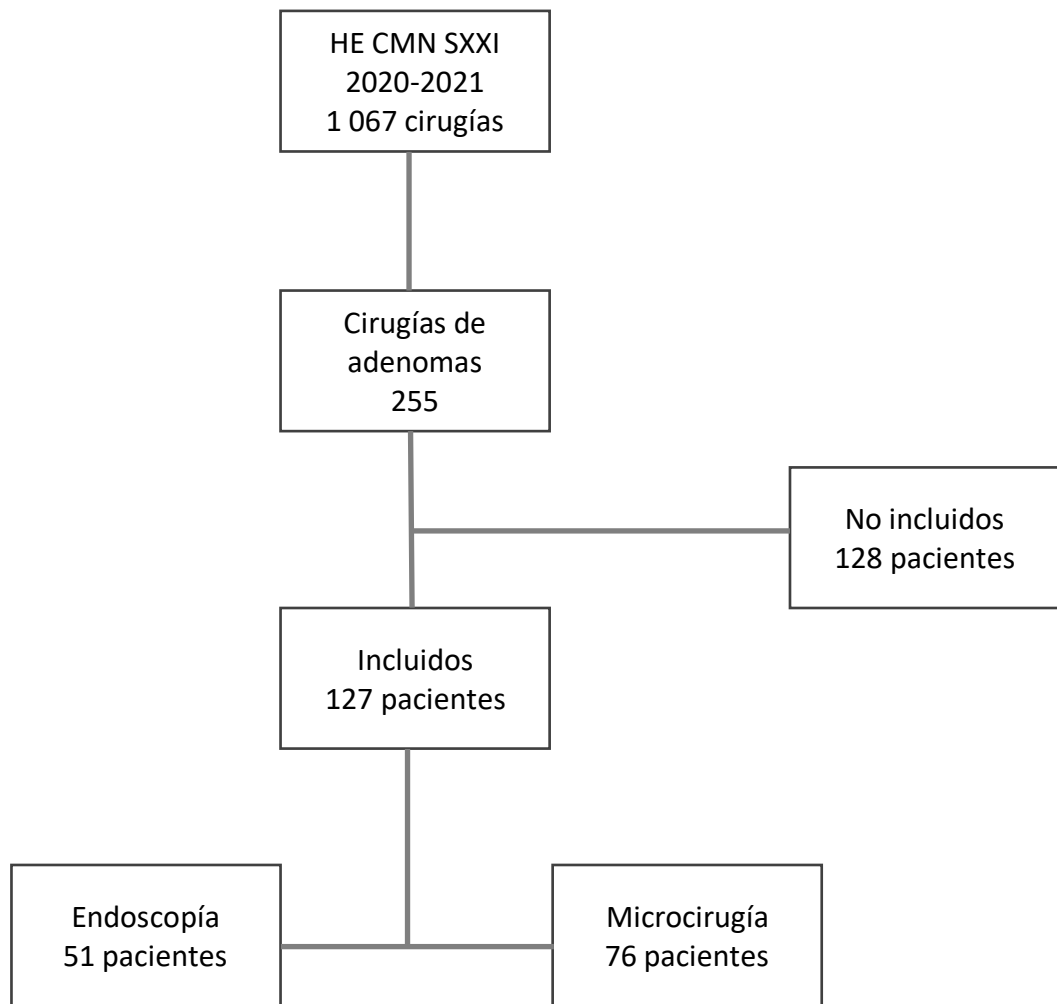 HE CMN SXXI
2020-2021
1 067 cirugías
Cirugías de
adenomas
255
No incluidos
128 pacientes
Incluidos
127 pacientes
Endoscopía
51 pacientes
Microcirugía
76 pacientes